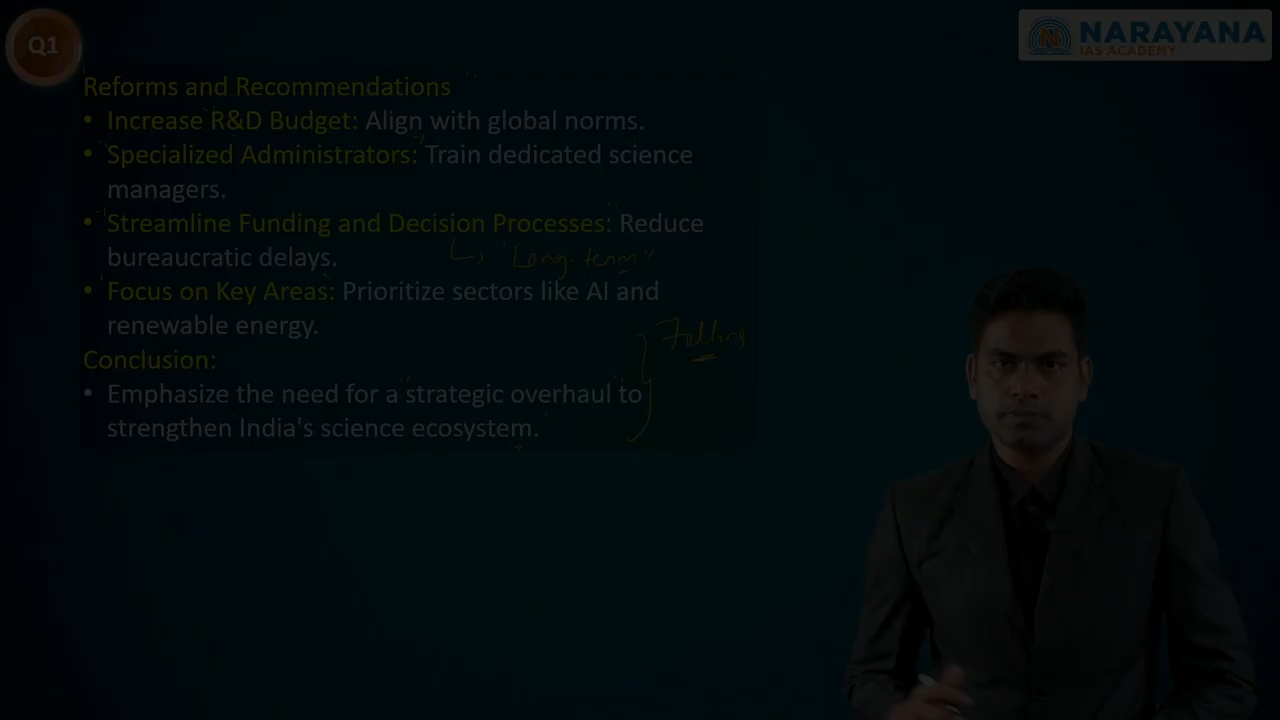 Q1
NARAYANA
IAS ACADEMY
Reforms and Recommendations
• Increase R&D Budget: Align with global norms.
• Specialized Administrators: Train dedicated science
managers.
• Streamline Funding and Decision Processes: Reduce
bureaucratic delays.
"Long-term"
• Focus on Key Areas: Prioritize sectors like AI and
renewable energy.
Conclusion:
• Emphasize the need for a strategic overhaul to
strengthen India's science ecosystem.